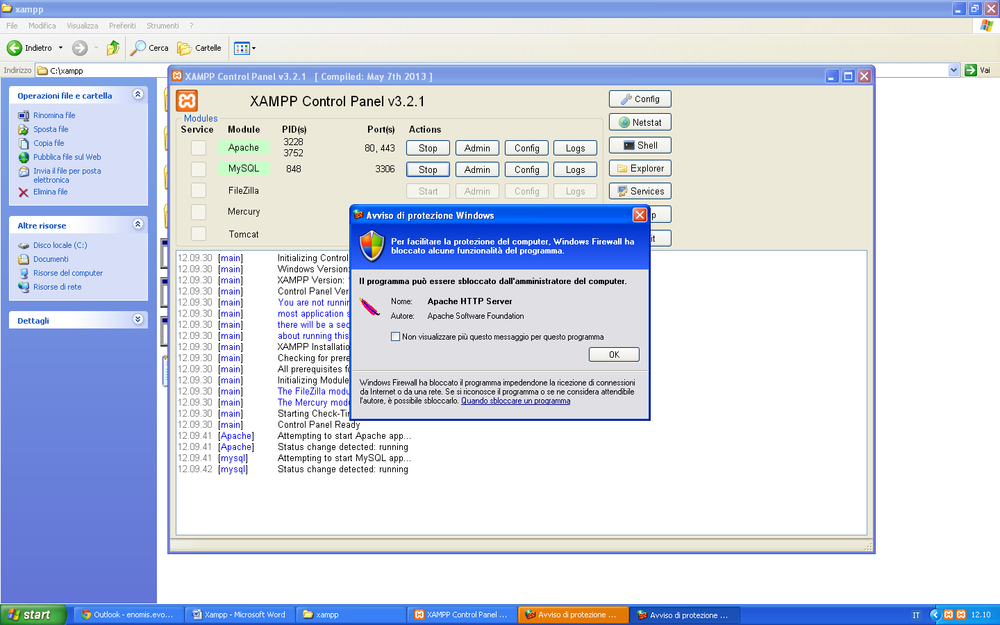 xampp
File Modifica Visualizza Preferiti Strumenti ?
Indietro Cerca Cartelle
Indirizzo C:\xampp Vai
Operazioni file e cartella
Rinomina file
Sposta file
Copia file
Pubblica file sul Web
Invia il file per posta
elettronica
Elimina file
Altre risorse
Disco locale (C:)
Documenti
Risorse del computer
Risorse di rete
Dettagli
XAMPP Control Panel v3.2.1 [ Compiled: May 7th 2013 ]
XAMPP Control Panel v3.2.1
Modules
Service Module PID(s) Port(s) Actions
Apache 3228 3752 80, 443 Stop Admin Config Logs
MySQL 848 3306 Stop Admin Config Logs
FileZilla Start Admin Config Logs
Mercury
Tomcat
Config
Netstat
Shell
Explorer
Services
p
it
12.09.30 [main] Initializing Control
12.09.30 [main] Windows Version:
12.09.30 [main] XAMPP Version:
12.09.30 [main] Control Panel Ver
12.09.30 [main] You are not runnin
12.09.30 [main] most application s
12.09.30 [main] there will be a sec
12.09.30 [main] about running this
12.09.30 [main] XAMPP Installatio
12.09.30 [main] Checking for prere
12.09.30 [main] All prerequisites fo
12.09.30 [main] Initializing Module
12.09.30 [main] The FileZilla modu
12.09.30 [main] The Mercury modu
12.09.30 [main] Starting Check-Tin
12.09.30 [main] Control Panel Ready
12.09.41 [Apache] Attempting to start Apache app...
12.09.41 [Apache] Status change detected: running
12.09.41 [mysql] Attempting to start MySQL app...
12.09.42 [mysql] Status change detected: running
Avviso di protezione Windows
Per facilitare la protezione del computer, Windows Firewall ha
bloccato alcune funzionalità del programma.
Il programma può essere sbloccato dall'amministratore del computer.
Nome: Apache HTTP Server
Autore: Apache Software Foundation
Non visualizzare più questo messaggio per questo programma
OK
Windows Firewall ha bloccato il programma impedendone la ricezione di connessioni
da Internet o da una rete. Se si riconosce il programma o se ne considera attendibile
l'autore, è possibile sbloccarlo. Quando sbloccare un programma
start Outlook - enomis.evo... Xampp - Microsoft Word xampp XAMPP Control Panel ... Avviso di protezione ... Avviso di protezione ... IT 12.10